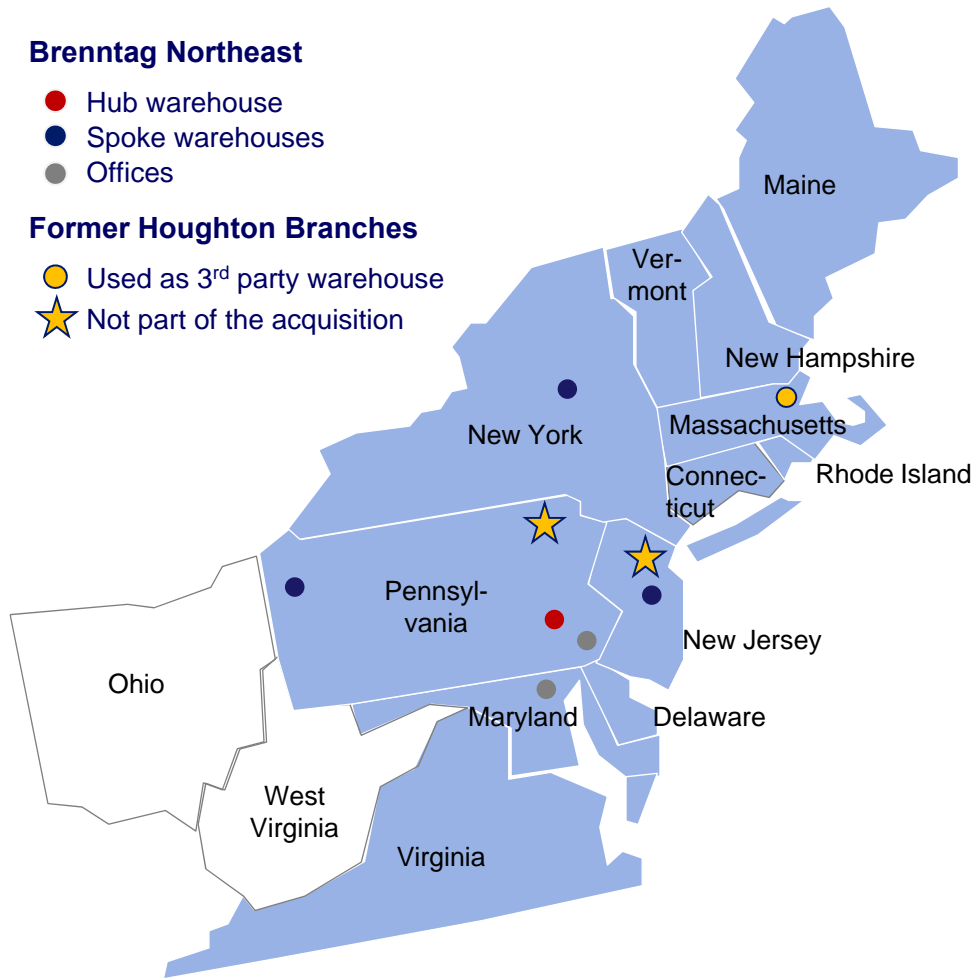 Brenntag Northeast
Hub warehouse
Spoke warehouses
Offices
Former Houghton Branches
Used as 3rd party warehouse
Not part of the acquisition
Maine
Ver-
mont
New Hampshire
Massachusetts
New York
Connec-
ticut
Rhode Island
Pennsyl-
vania
New Jersey
Ohio
Maryland
Delaware
West
Virginia
Virginia